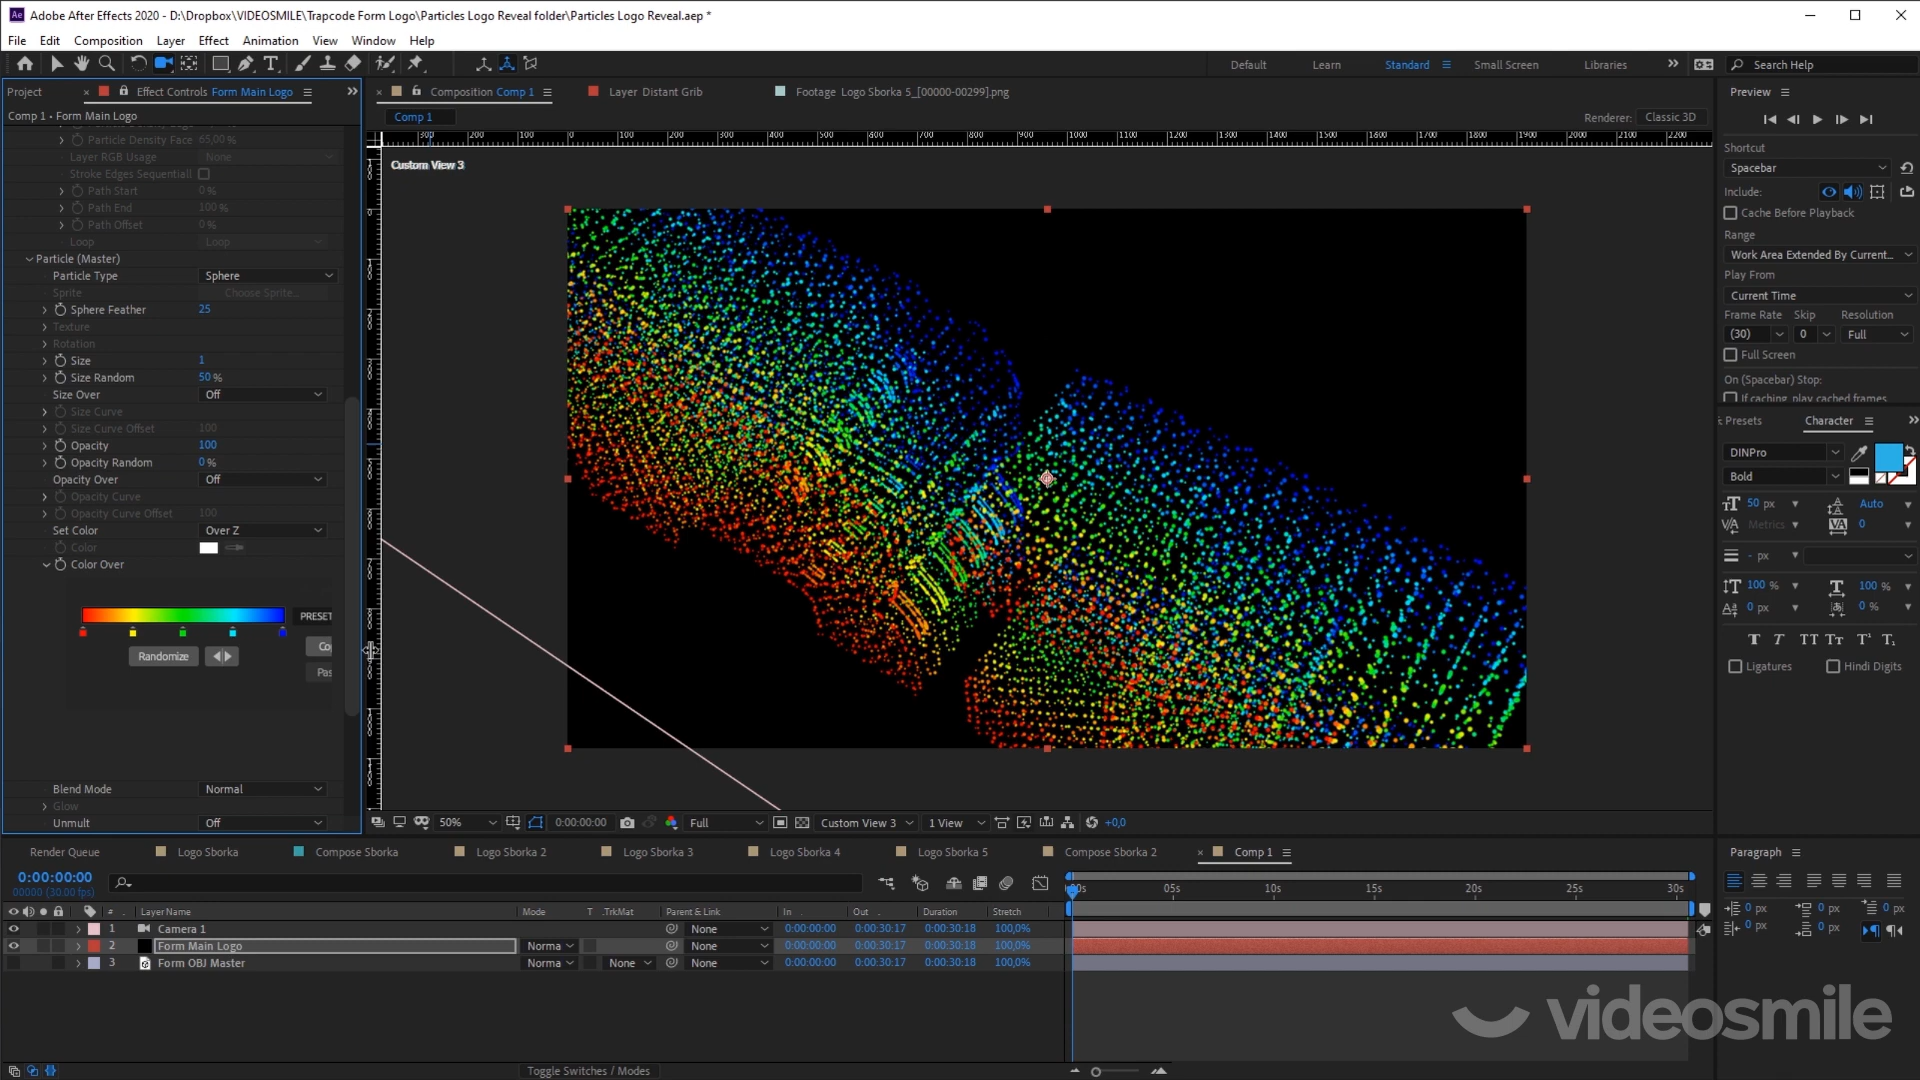 Adobe After Effects 2020 - D:\Dropbox\VIDEOSMILE\Trapcode Form Logo\Particles Logo Reveal folder\Particles Logo Reveal.aep *
File Edit Composition Layer Effect Animation View Window Help
Default Learn Standard Small Screen Libraries Search Help
Project Effect Controls Form Main Logo
Composition Comp 1 Layer Distant Grib Footage Logo Sborka 5_[00000-00299].png
Preview
Comp 1 • Form Main Logo
Comp 1
Renderer: Classic 3D
Custom View 3
Particle Density Face 65,00 %
Layer RGB Usage None
Stroke Edges Sequentiall
Path Start 0 %
Path End 100 %
Path Offset 0 %
Loop Loop
Particle (Master)
Particle Type Sphere
Sprite Choose Sprite...
Sphere Feather 25
Texture
Rotation
Size 1
Size Random 50 %
Size Over Off
Size Curve
Size Curve Offset 100
Opacity 100
Opacity Random 0 %
Opacity Over Off
Opacity Curve
Opacity Curve Offset 100
Set Color Over Z
Color
Color Over
PRESET
Randomize
Co
Pas
Blend Mode Normal
Glow
Unmult Off
Shortcut
Spacebar
Include:
Cache Before Playback
Range
Work Area Extended By Current...
Play From
Current Time
Frame Rate Skip Resolution
(30) 0 Full
Full Screen
On (Spacebar) Stop:
If caching, play cached frames
Presets Character
DINPro
Bold
50 px Auto
Metrics 0
- px
100 % 100 %
0 px 0 %
Ligatures Hindi Digits
50% 0:00:00:00 Full Custom View 3 1 View +0,0
Render Queue Logo Sborka Compose Sborka Logo Sborka 2 Logo Sborka 3 Logo Sborka 4 Logo Sborka 5 Compose Sborka 2 Comp 1
Paragraph
0:00:00:00
00000 (30.00 fps)
05s 10s 15s 20s 25s 30s
# Layer Name Mode T .TrkMat Parent & Link In Out Duration Stretch
1 Camera 1 None 0:00:00:00 0:00:30:17 0:00:30:18 100,0%
2 Form Main Logo Norma None 0:00:00:00 0:00:30:17 0:00:30:18 100,0%
3 Form OBJ Master Norma None None 0:00:00:00 0:00:30:17 0:00:30:18 100,0%
0 px 0 px 0 px
0 px 0 px
videosmile
Toggle Switches / Modes